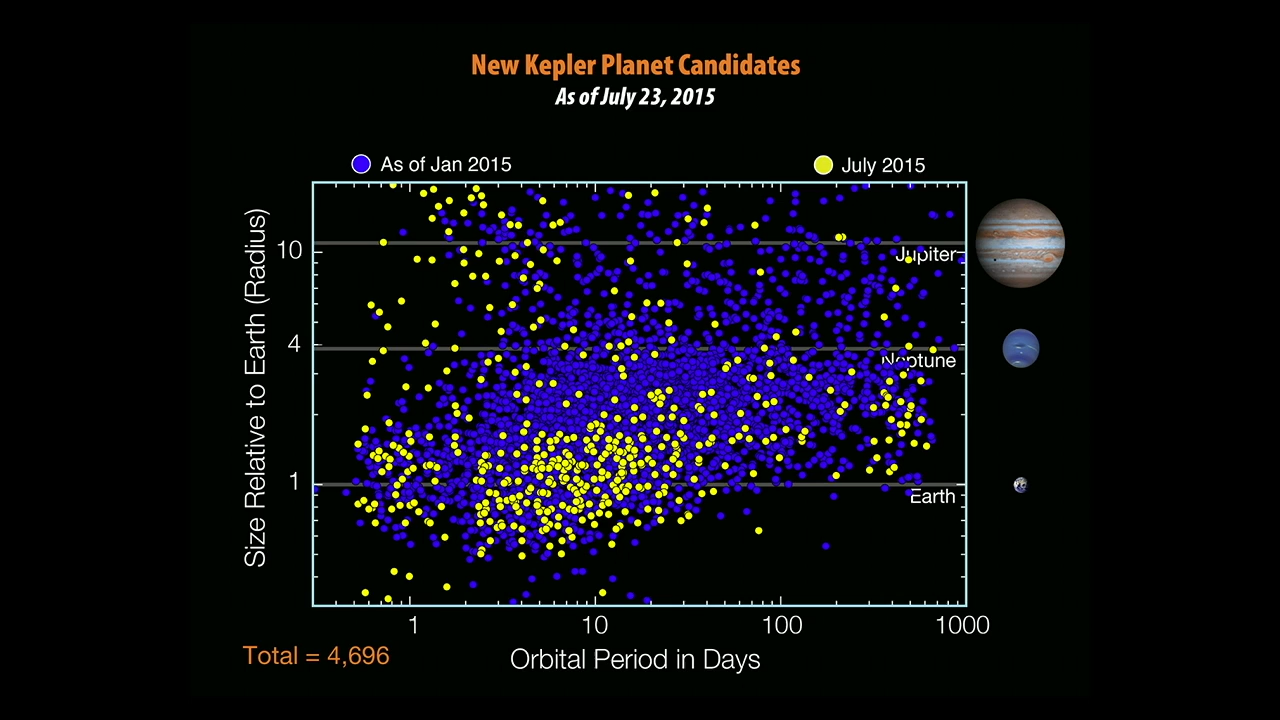 New Kepler Planet Candidates
As of July 23, 2015
As of Jan 2015
July 2015
Size Relative to Earth (Radius)
10
4
1
Jupiter
Neptune
Earth
1
10
100
1000
Total = 4,696
Orbital Period in Days